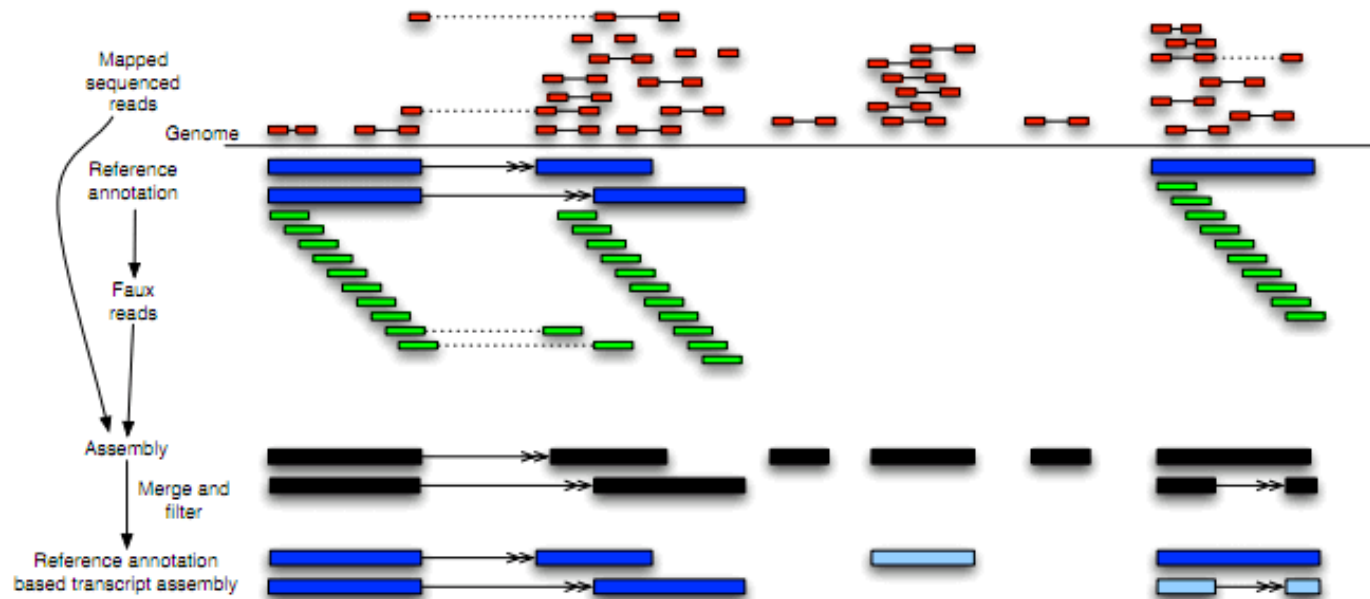 Mapped
sequenced
reads
Genome
Reference
annotation
Faux
reads
Assembly
Merge and
filter
Reference annotation
based transcript assembly